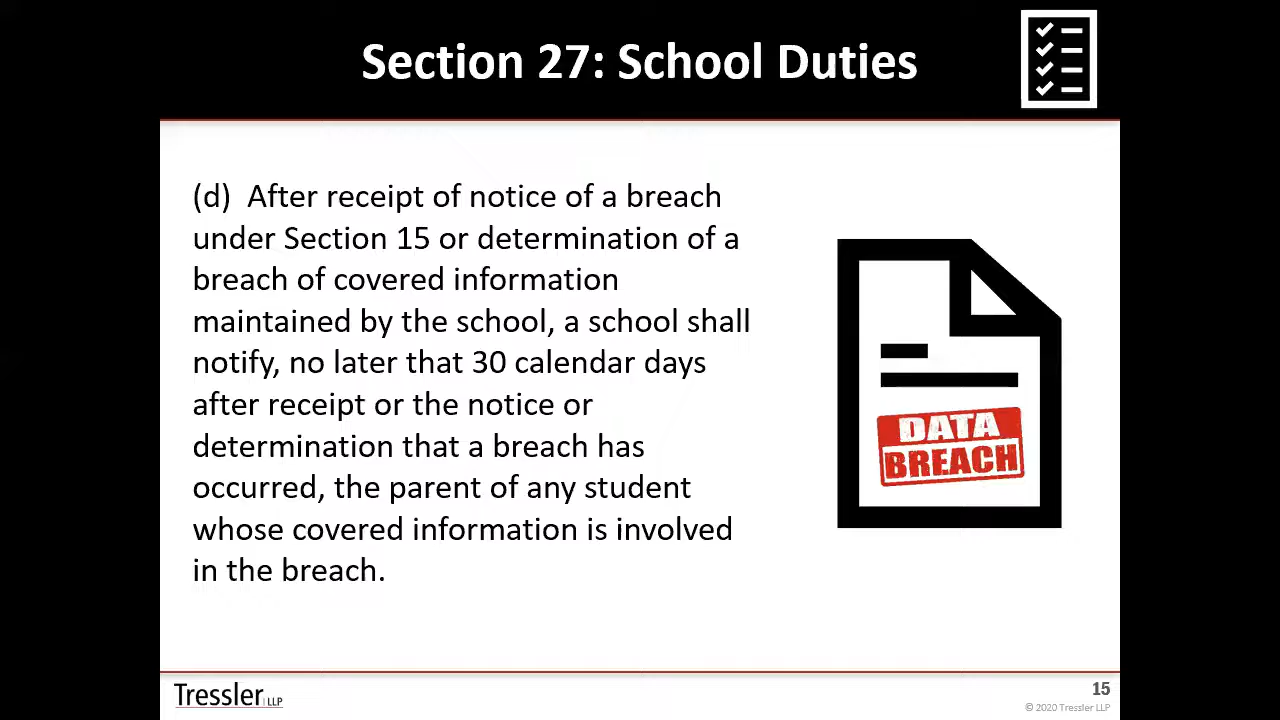 Section 27: School Duties
(d)  After receipt of notice of a breach
under Section 15 or determination of a
breach of covered information
maintained by the school, a school shall
notify, no later that 30 calendar days
after receipt or the notice or
determination that a breach has
occurred, the parent of any student
whose covered information is involved
in the breach.
DATA
BREACH
Tressler LLP
15
© 2020 Tressler LLP